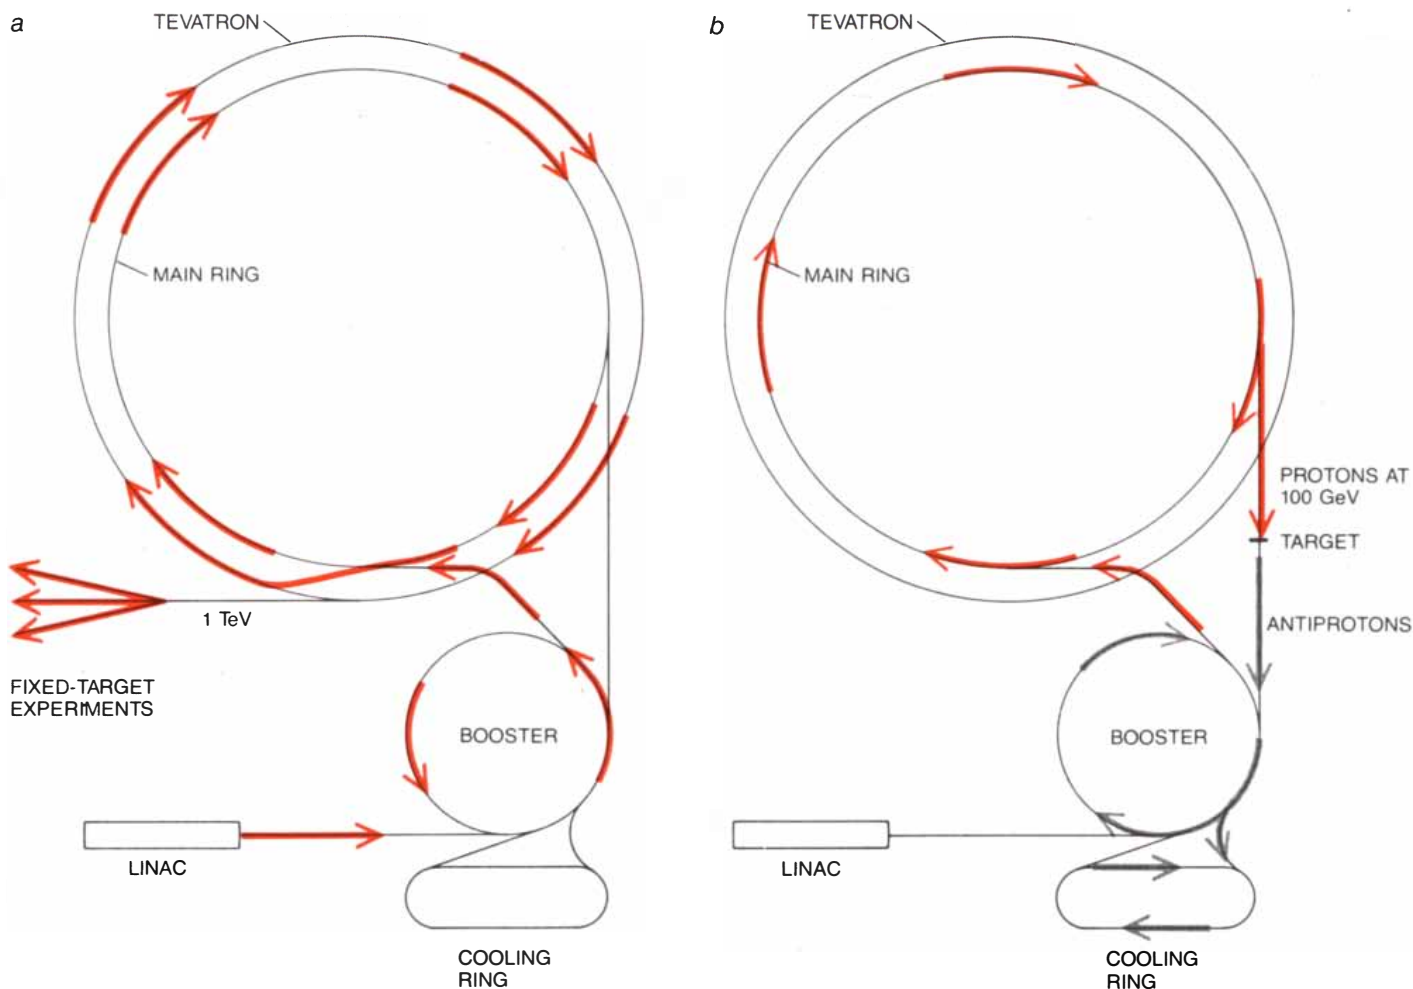 a
TEVATRON
MAIN RING
1 TeV
FIXED-TARGET
EXPERIMENTS
BOOSTER
LINAC
COOLING
RING
b
TEVATRON
MAIN RING
PROTONS AT
100 GeV
TARGET
ANTIPROTONS
BOOSTER
LINAC
COOLING
RING